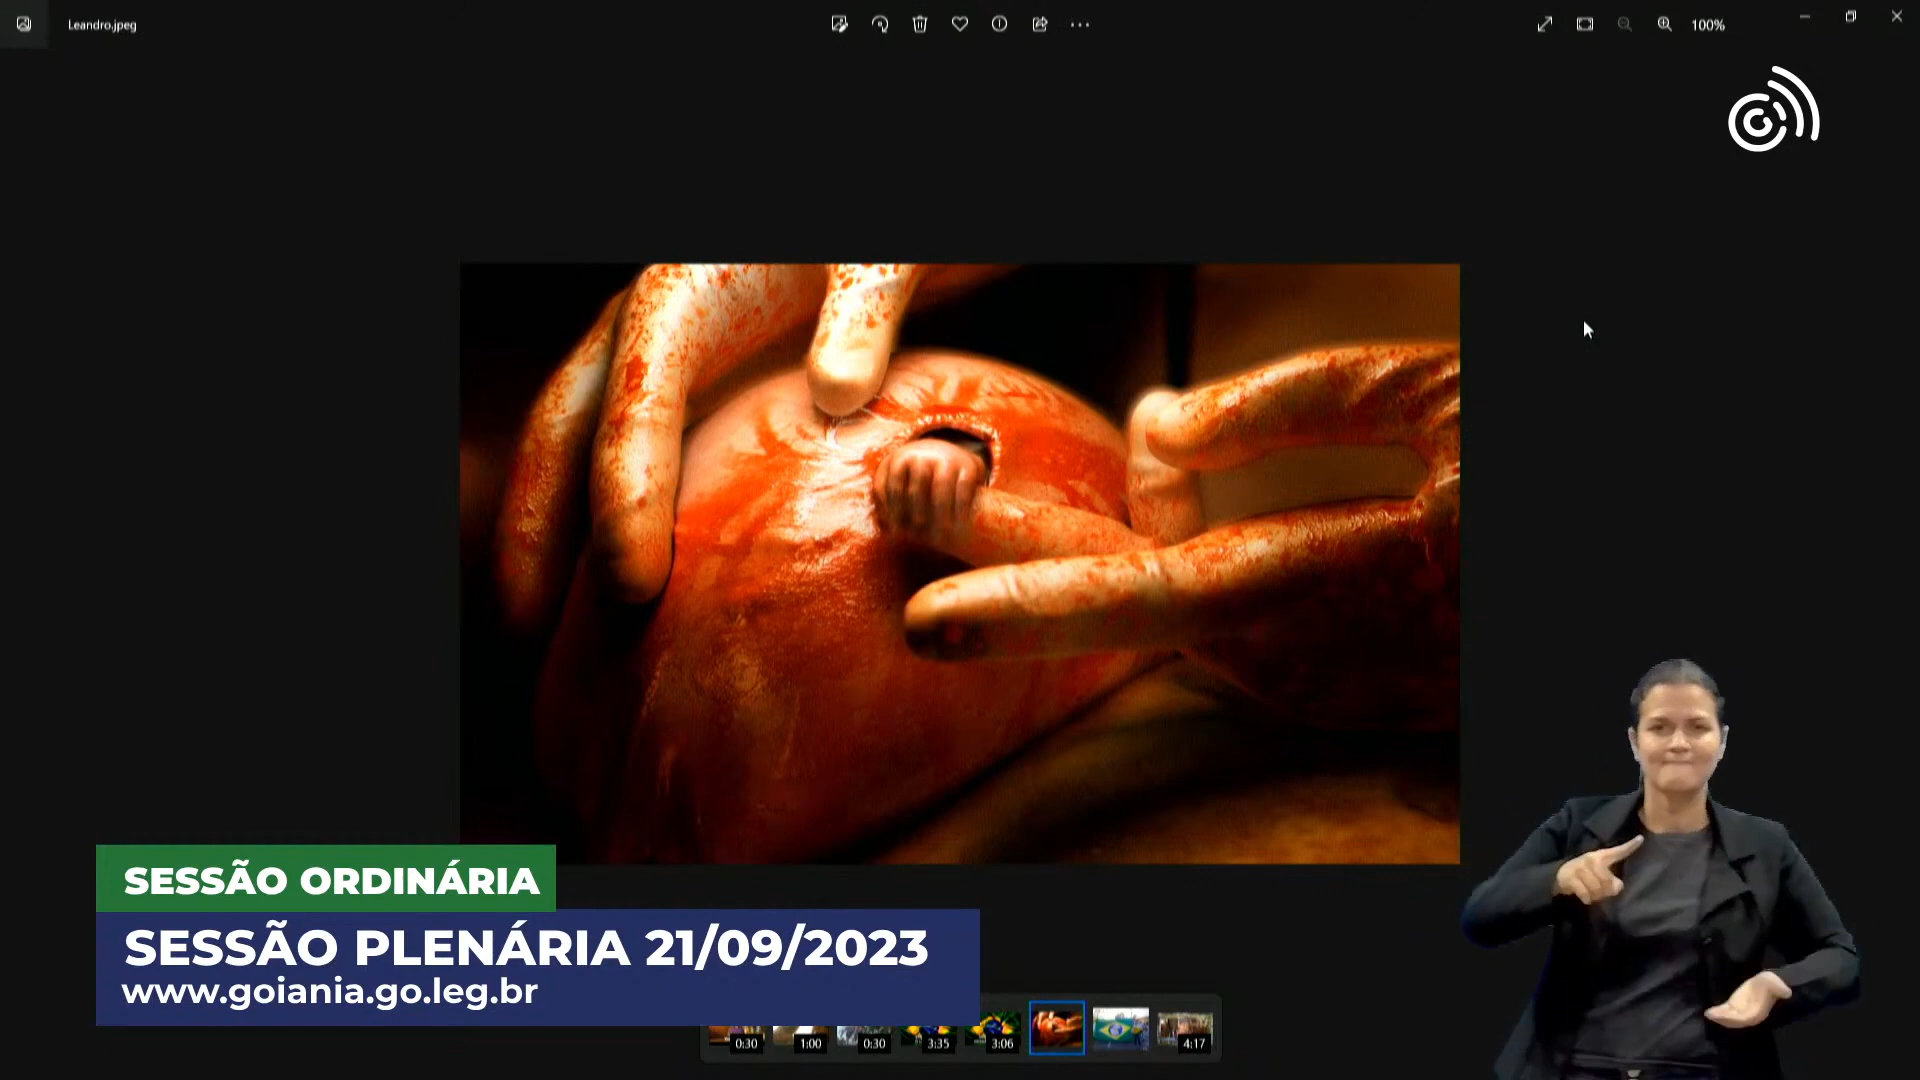 Leandro.jpeg
100%
SESSÃO ORDINÁRIA
SESSÃO PLENÁRIA 21/09/2023
www.goiania.go.leg.br
0:30
1:00
0:30
3:35
3:06
4:17